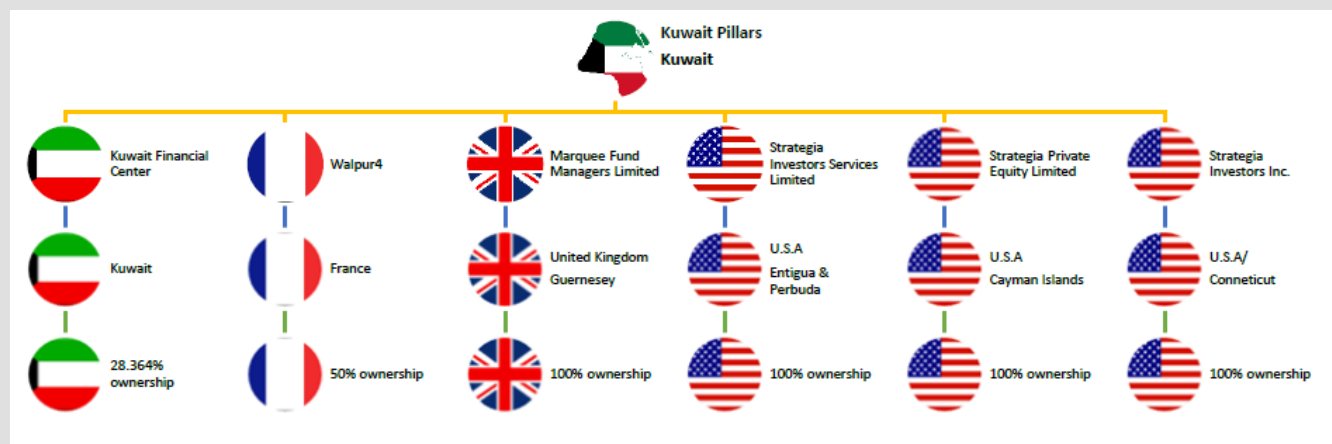 Kuwait Pillars
Kuwait
Kuwait Financial
Center
Walpur4
Marquee Fund
Managers Limited
Strategia
Investors Services
Limited
Strategia Private
Equity Limited
Strategia
Investors Inc.
Kuwait
France
United Kingdom
Guernesey
U.S.A
Entigua &
Perbuda
U.S.A
Cayman Islands
U.S.A/
Conneticut
28.364%
ownership
50% ownership
100% ownership
100% ownership
100% ownership
100% ownership